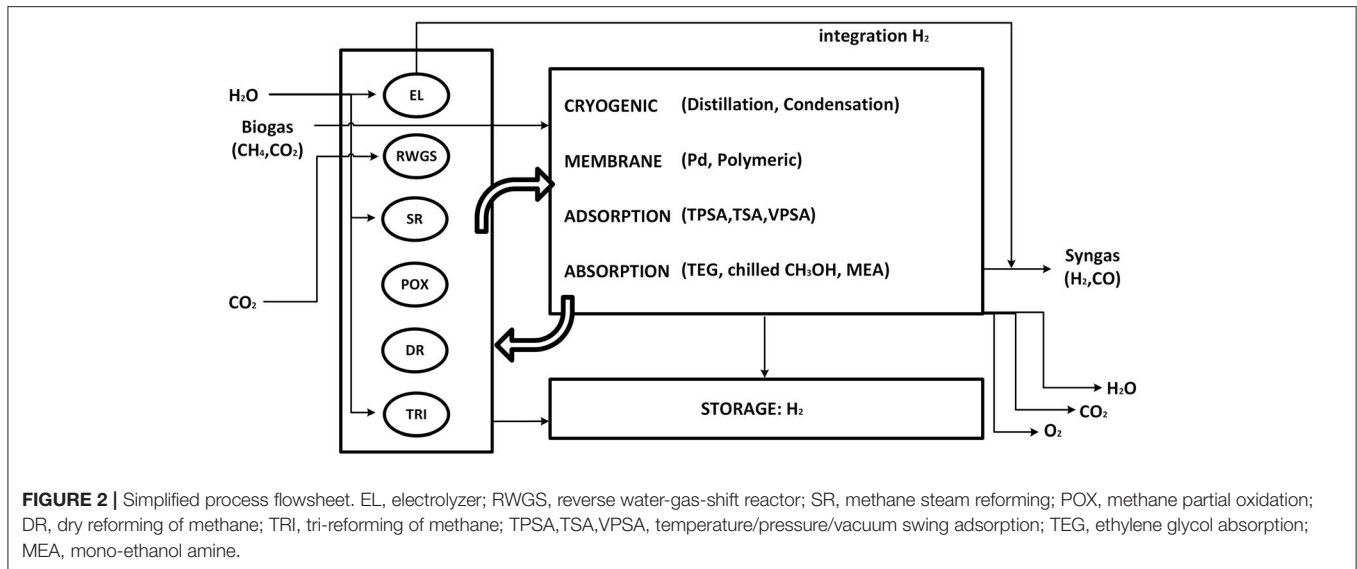 integration H₂
EL
H₂O
CRYOGENIC (Distillation, Condensation)
Biogas
(CH₄,CO₂)
RWGS
MEMBRANE (Pd, Polymeric)
SR
ADSORPTION (TPSA,TSA,VPSA)
Syngas
(H₂,CO)
ABSORPTION (TEG, chilled CH₃OH, MEA)
POX
CO₂
DR
H₂O
STORAGE: H₂
CO₂
TRI
O₂
FIGURE 2 | Simplified process flowsheet. EL, electrolyzer; RWGS, reverse water-gas-shift reactor; SR, methane steam reforming; POX, methane partial oxidation;
DR, dry reforming of methane; TRI, tri-reforming of methane; TPSA,TSA,VPSA, temperature/pressure/vacuum swing adsorption; TEG, ethylene glycol absorption;
MEA, mono-ethanol amine.